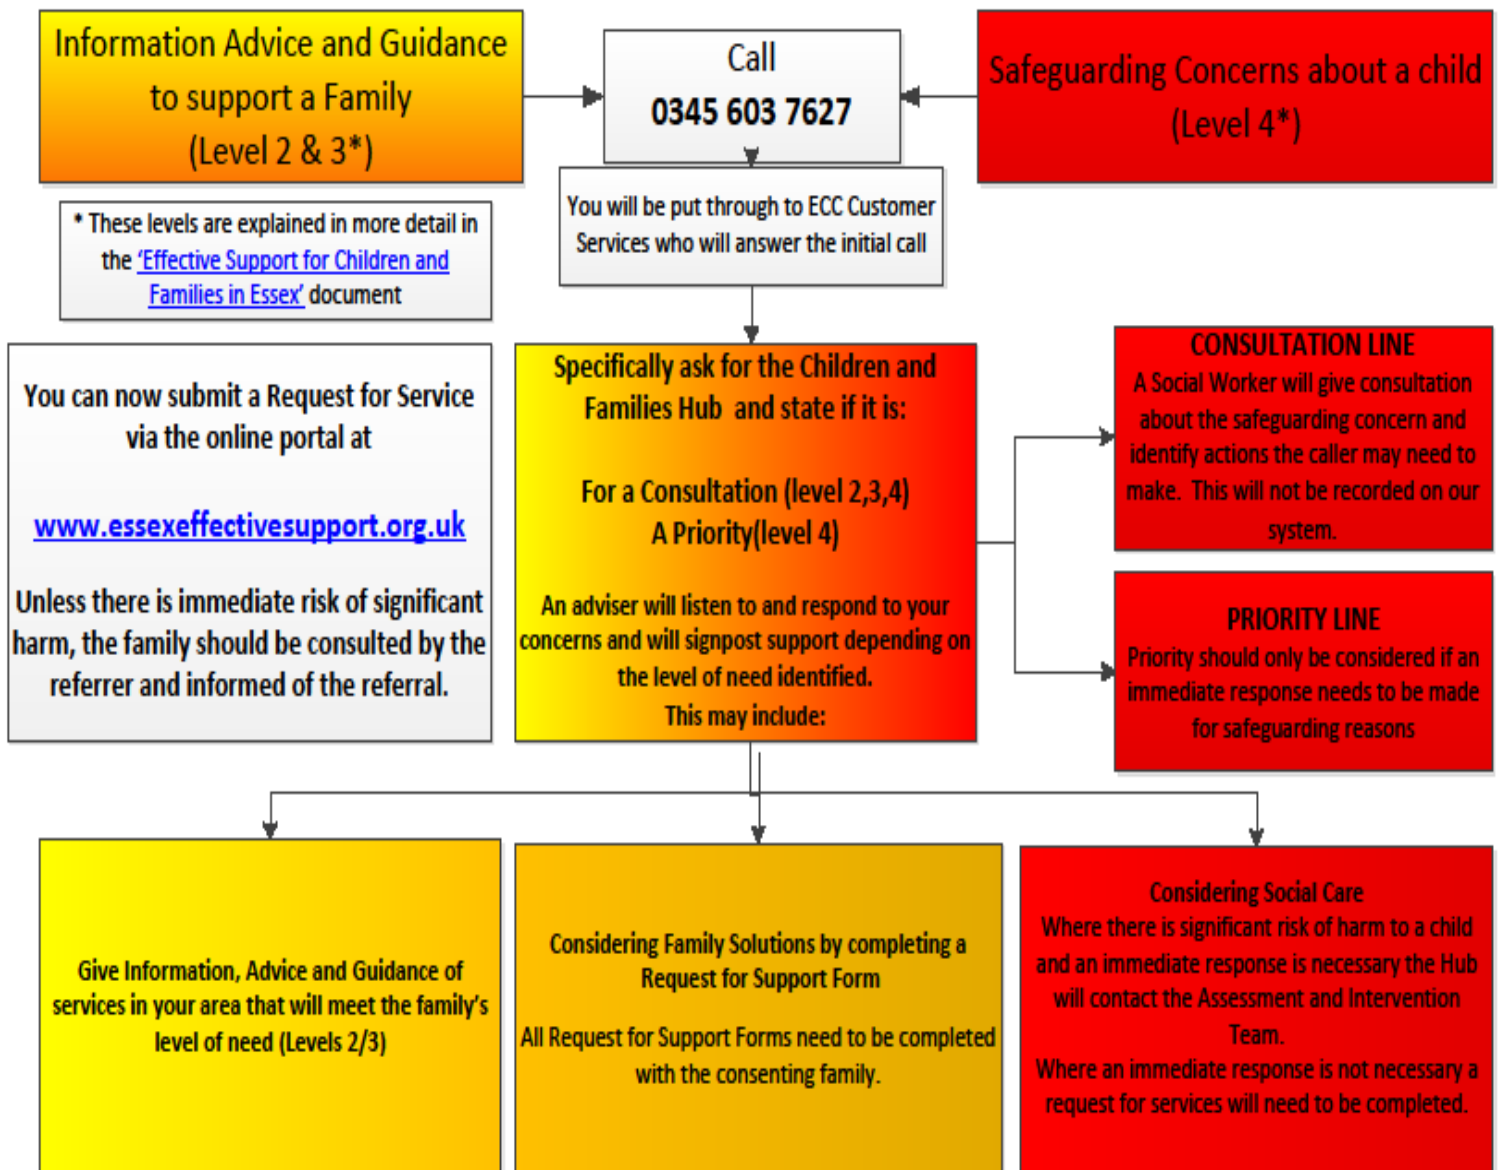 Information Advice and Guidance
to support a Family
(Level 2 & 3*)
Call
0345 603 7627
Safeguarding Concerns about a child
(Level 4*)
* These levels are explained in more detail in
the ‘Effective Support for Children and
Families in Essex’ document
You will be put through to ECC Customer
Services who will answer the initial call
You can now submit a Request for Service
via the online portal at
www.essexeffectivesupport.org.uk
Unless there is immediate risk of significant
harm, the family should be consulted by the
referrer and informed of the referral.
Specifically ask for the Children and
Families Hub and state if it is:
For a Consultation (level 2,3,4)
A Priority(level 4)
An adviser will listen to and respond to your
concerns and will signpost support depending on
the level of need identified.
This may include:
CONSULTATION LINE
A Social Worker will give consultation
about the safeguarding concern and
identify actions the caller may need to
make. This will not be recorded on our
system.
PRIORITY LINE
Priority should only be considered if an
immediate response needs to be made
for safeguarding reasons
Give Information, Advice and Guidance of
services in your area that will meet the family’s
level of need (Levels 2/3)
Considering Family Solutions by completing a
Request for Support Form
All Request for Support Forms need to be completed
with the consenting family.
Considering Social Care
Where there is significant risk of harm to a child
and an immediate response is necessary the Hub
will contact the Assessment and Intervention
Team.
Where an immediate response is not necessary a
request for services will need to be completed.